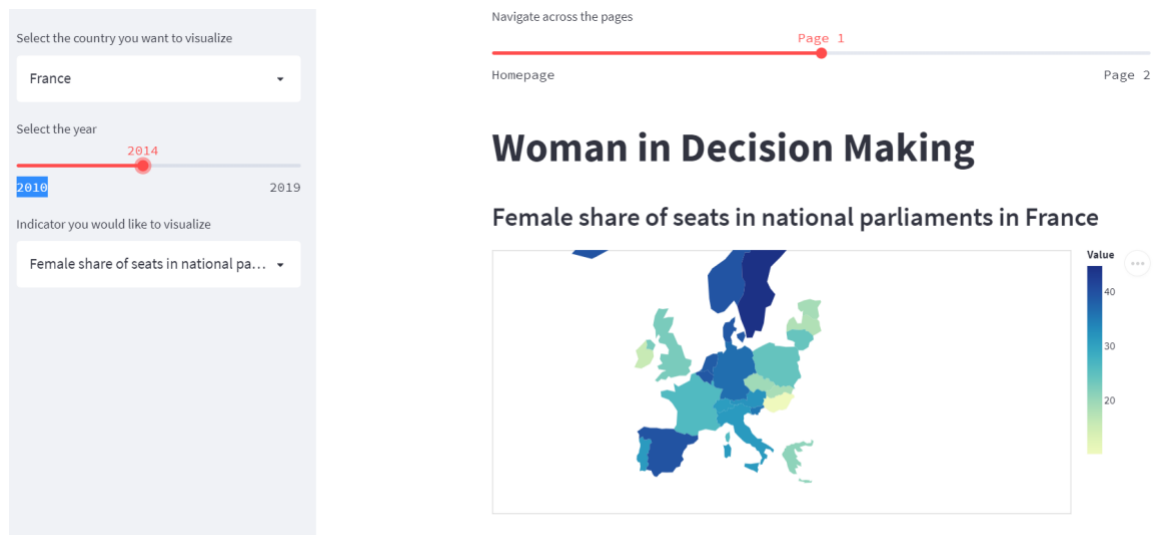 Select the country you want to visualize
France
Select the year
2014
2010
2019
Indicator you would like to visualize
Female share of seats in national pa...
Navigate across the pages
Page 1
Homepage
Page 2
Woman in Decision Making
Female share of seats in national parliaments in France
Value
40
30
20